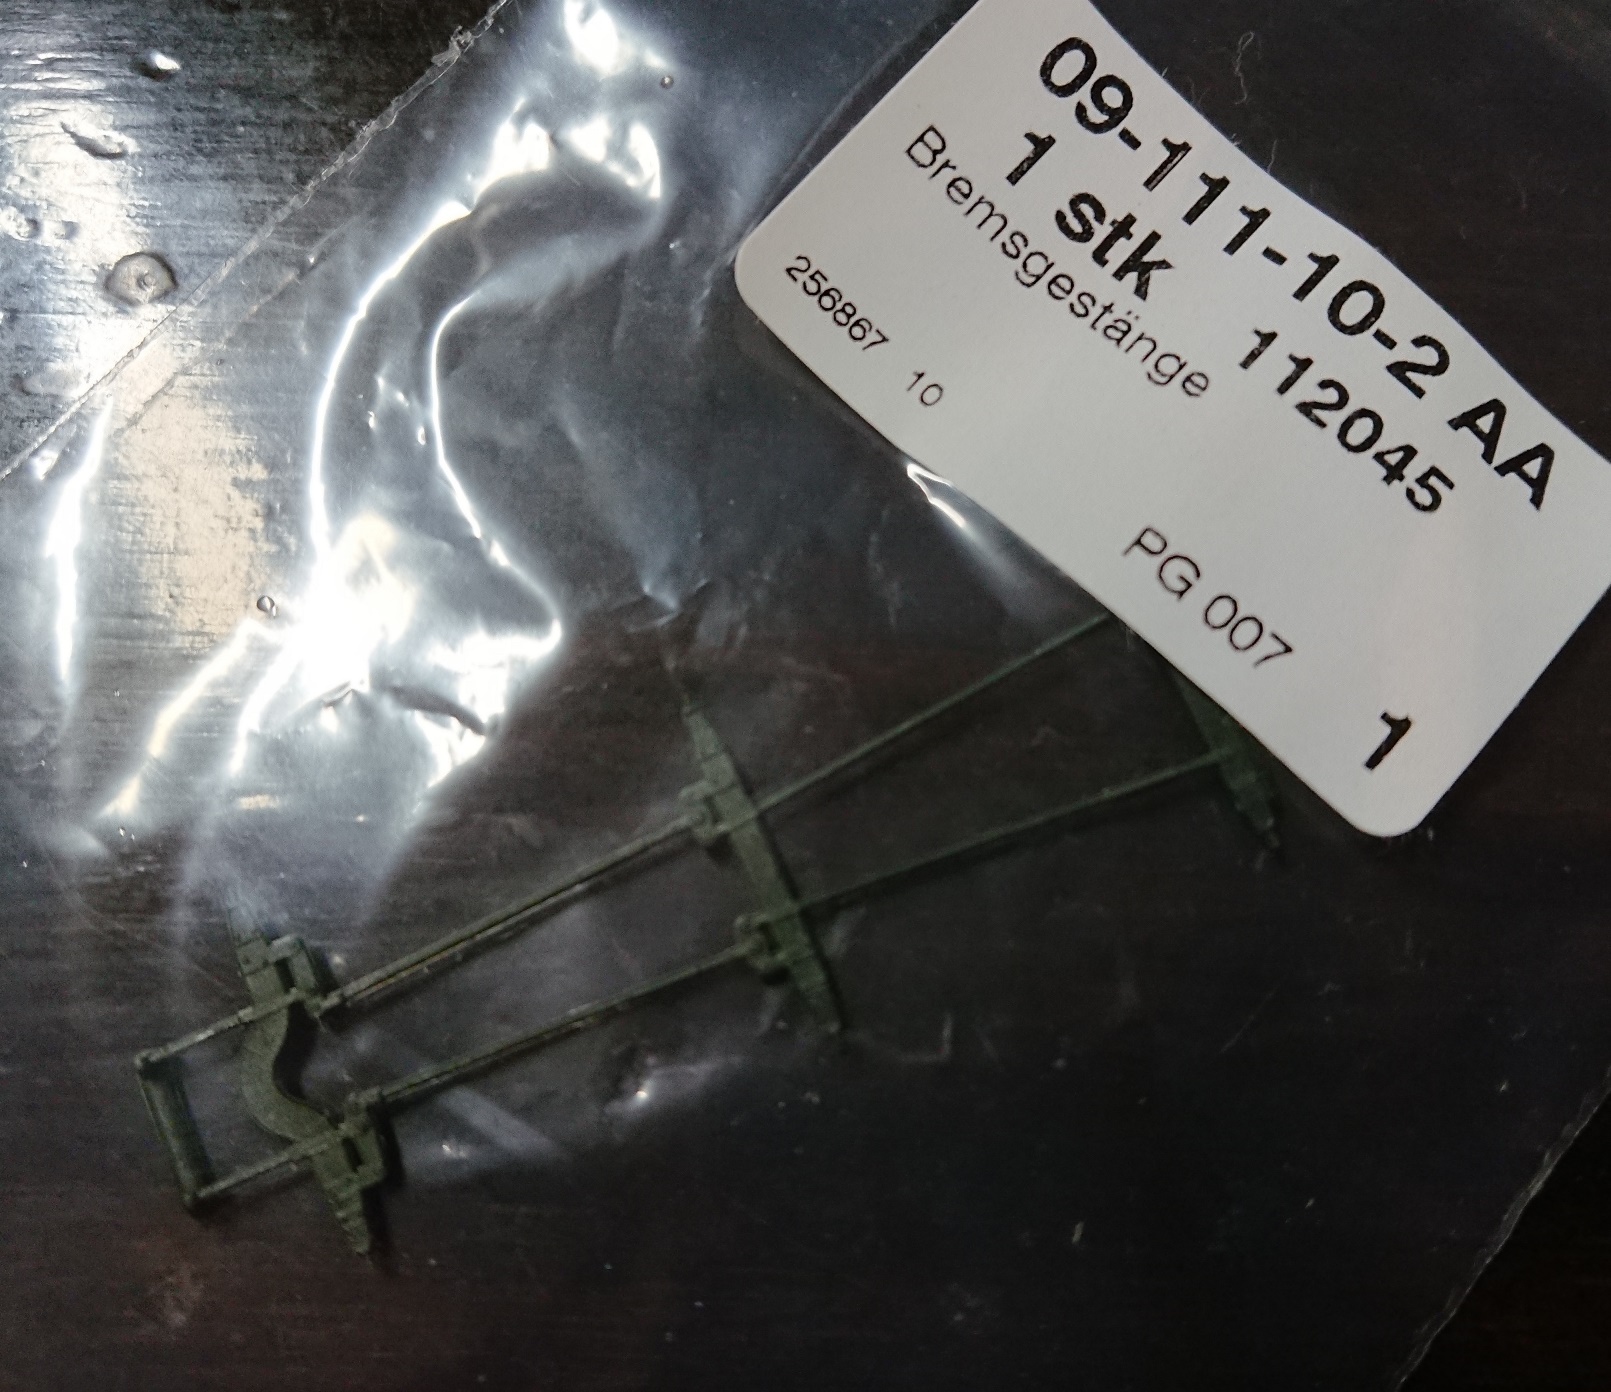 09-111-10-2 AA
1 stk 112045
Bremsgestänge
256867 10
PG 007
1